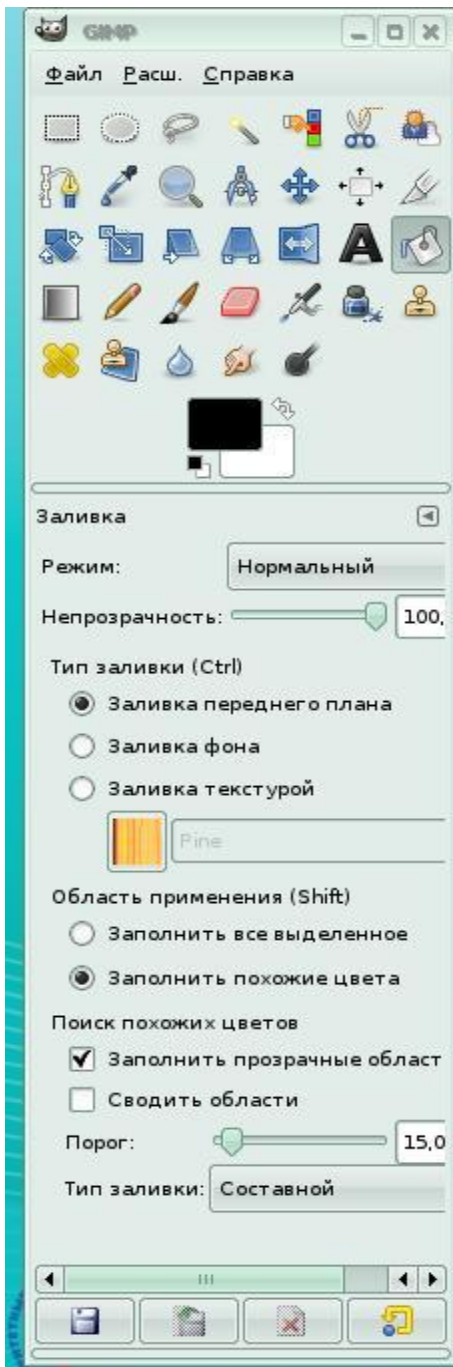 GIMP
Файл Расш. Справка
Заливка
Режим: Нормальный
Непрозрачность: 100,
Тип заливки (Ctrl)
Заливка переднего плана
Заливка фона
Заливка текстурой
Pine
Область применения (Shift)
Заполнить все выделенное
Заполнить похожие цвета
Поиск похожих цветов
Заполнить прозрачные област
Сводить области
Порог: 15,0
Тип заливки: Составной